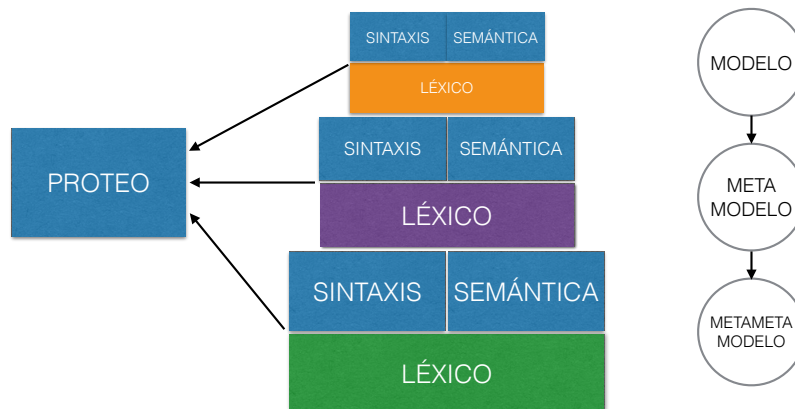 SINTAXIS SEMÁNTICA
LÉXICO
MODELO
PROTEO
SINTAXIS SEMÁNTICA
LÉXICO
META
MODELO
SINTAXIS SEMÁNTICA
LÉXICO
METAMETA
MODELO